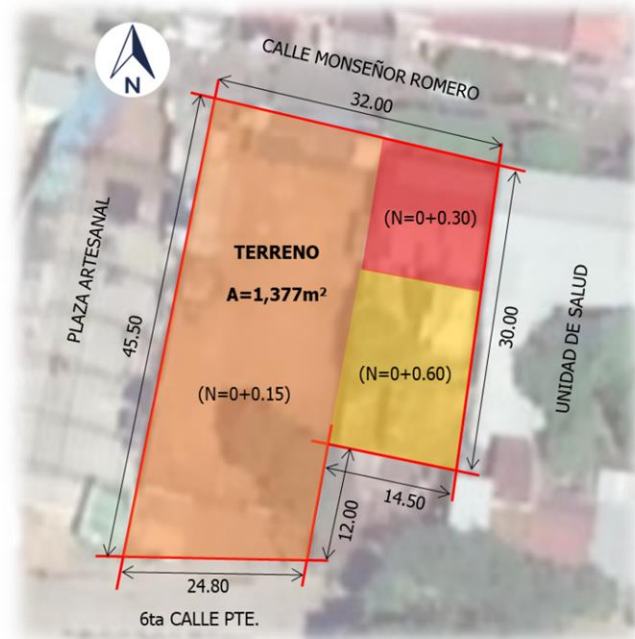 N
CALLE MONSEÑOR ROMERO
32.00
PLAZA ARTESANAL
45.50
TERRENO
A=1,377m²
(N=0+0.30)
(N=0+0.60)
(N=0+0.15)
30.00
UNIDAD DE SALUD
14.50
12.00
24.80
6ta CALLE PTE.